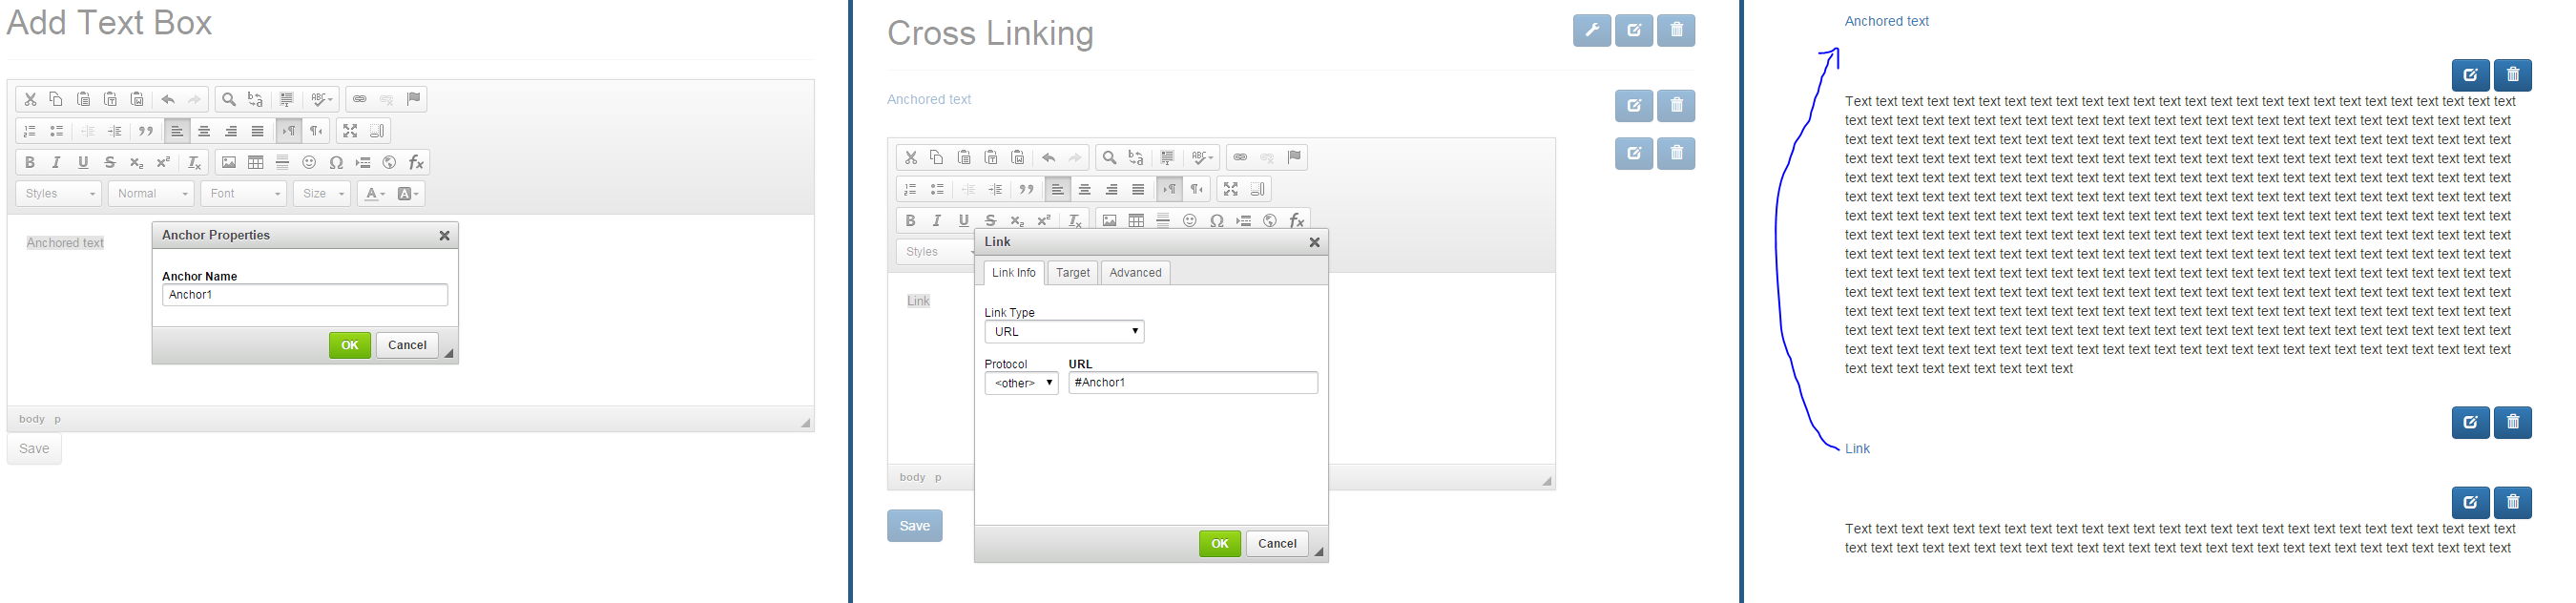 Add Text Box
Styles
Normal
Font
Size
Anchored text
Anchor Properties
Anchor Name
Anchor1
OK
Cancel
body p
Save
Cross Linking
Anchored text
Styles
Link
Link
Link Info
Target
Advanced
Link Type
URL
Protocol
URL
<other>
#Anchor1
OK
Cancel
body p
Save
Anchored text
Text text text text text text text text text text text text text text text text text text text text text text text text text text
text text text text text text text text text text text text text text text text text text text text text text text text text text
text text text text text text text text text text text text text text text text text text text text text text text text text text
text text text text text text text text text text text text text text text text text text text text text text text text text text
text text text text text text text text text text text text text text text text text text text text text text text text text text
text text text text text text text text text text text text text text text text text text text text text text text text text text
text text text text text text text text text text text text text text text text text text text text text text text text text text
text text text text text text text text text text text text text text text text text text text text text text text text text text
text text text text text text text text text text text text text text text text text text text text text text text text text text
text text text text text text text text text text text text text text text text text text text text text text text text text text
text text text text text text text text text text text text text text text text text text text text text text text text text text
text text text text text text text text text text text text text text text text text text text text text text text text text text
text text text text text text text text text text text text text text text text text text text text text text text text text text
text text text text text text text text text text text text text text text text text text text text text text text text text text
text text text text text text text text text
Link
Text text text text text text text text text text text text text text text text text text text text text text text text text text
text text text text text text text text text text text text text text text text text text text text text text text text text text